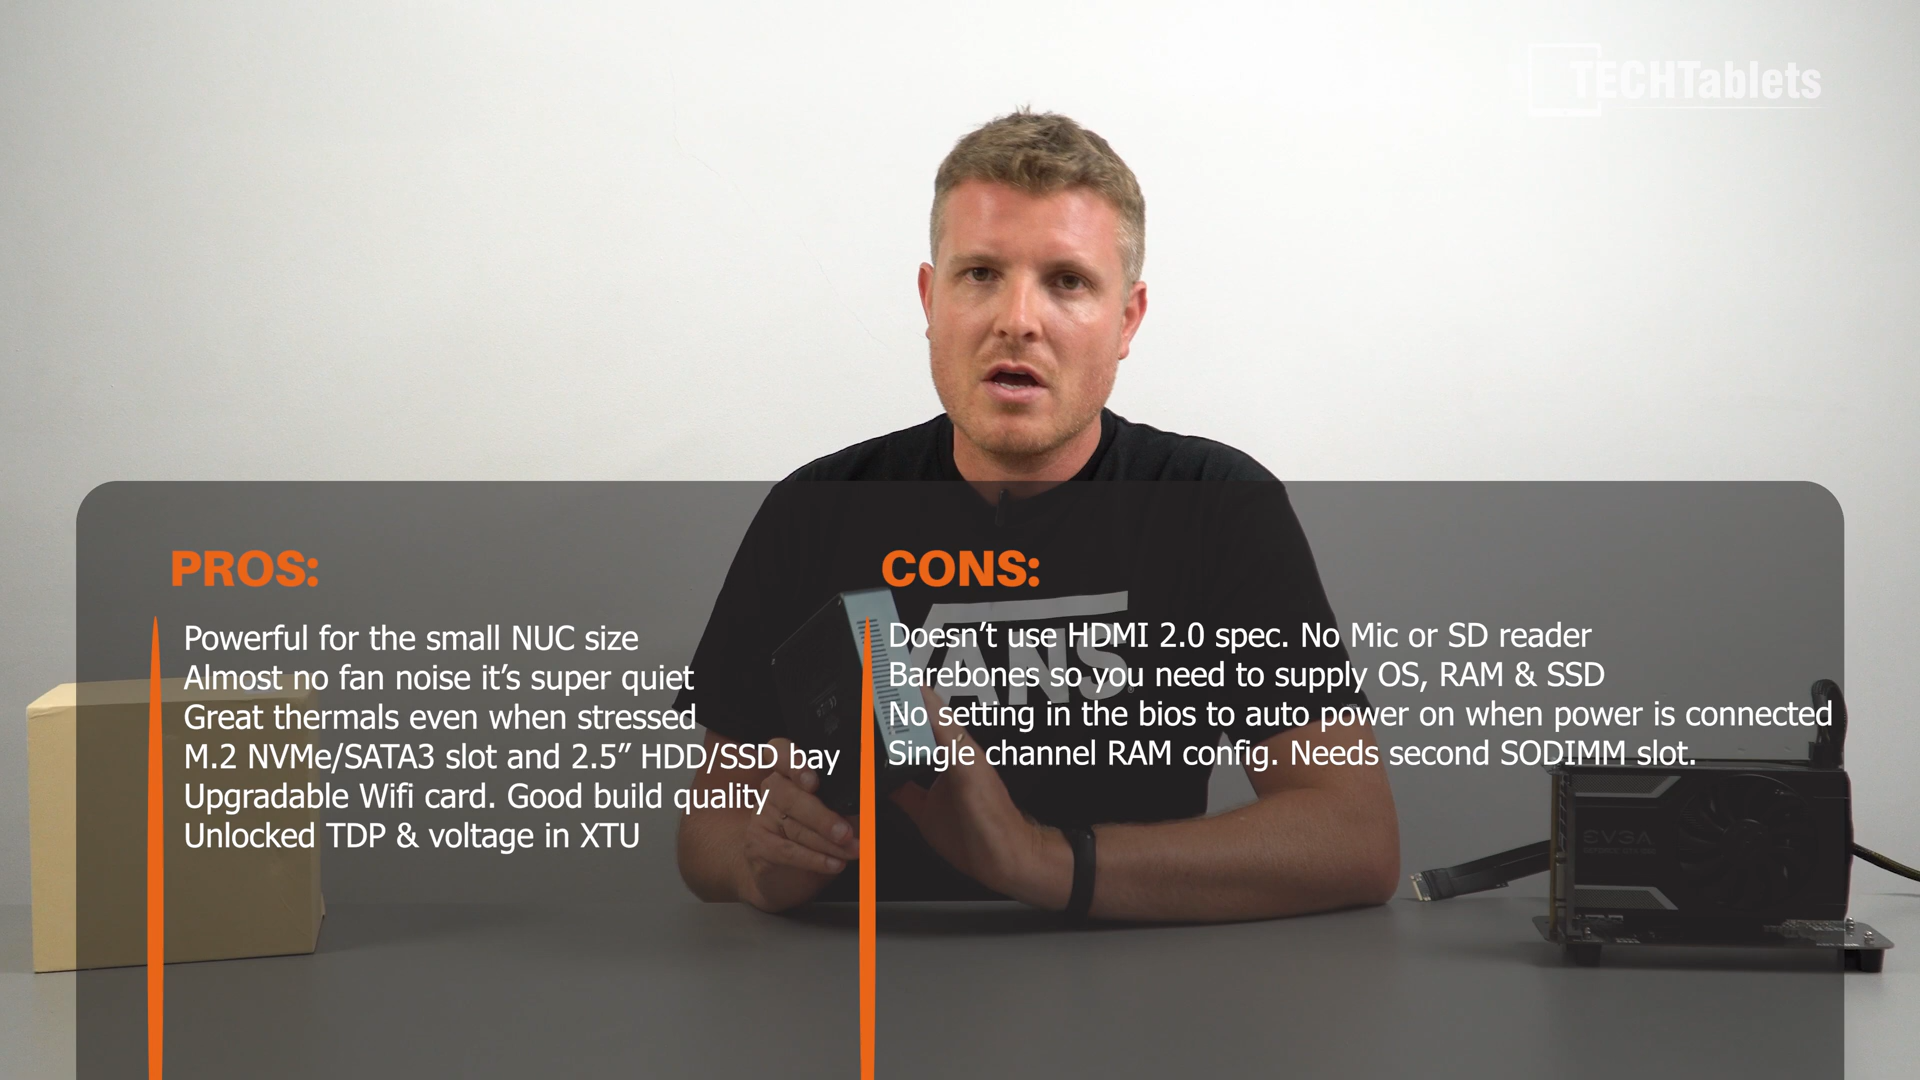 TECHTablets
PROS:
Powerful for the small NUC size
Almost no fan noise it’s super quiet
Great thermals even when stressed
M.2 NVMe/SATA3 slot and 2.5” HDD/SSD bay
Upgradable Wifi card. Good build quality
Unlocked TDP & voltage in XTU
CONS:
Doesn’t use HDMI 2.0 spec. No Mic or SD reader
Barebones so you need to supply OS, RAM & SSD
No setting in the bios to auto power on when power is connected
Single channel RAM config. Needs second SODIMM slot.
VANS
EVGA